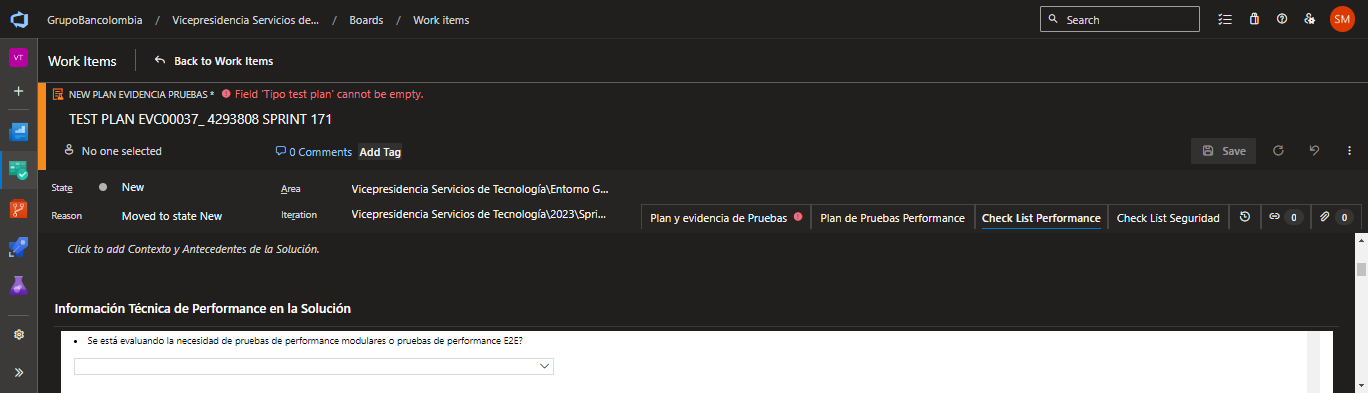 GrupoBancolombia / Vicepresidencia Servicios de... / Boards / Work items
Search
SM
VT
Work Items
Back to Work Items
NEW PLAN EVIDENCIA PRUEBAS * Field 'Tipo test plan' cannot be empty.
TEST PLAN EVC00037_ 4293808 SPRINT 171
No one selected
0 Comments
Add Tag
Save
State
New
Area
Vicepresidencia Servicios de Tecnología\Entorno G...
Reason
Moved to state New
Iteration
Vicepresidencia Servicios de Tecnología\2023\Spri...
Plan y evidencia de Pruebas
Plan de Pruebas Performance
Check List Performance
Check List Seguridad
0
0
Click to add Contexto y Antecedentes de la Solución.
Información Técnica de Performance en la Solución
• Se está evaluando la necesidad de pruebas de performance modulares o pruebas de performance E2E?